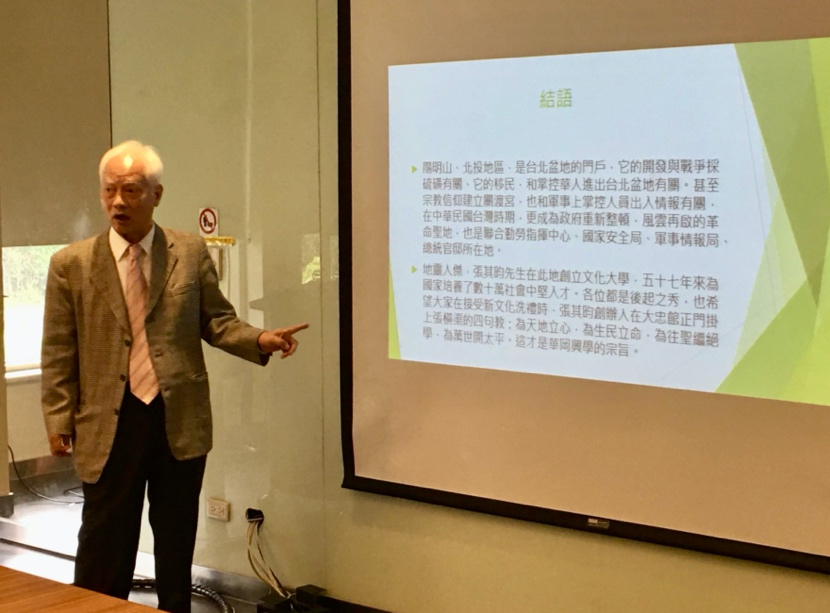 結語
陽明山、北投地區、是台北盆地的門戶,它的開發與戰爭採
硫磺有關、它的移民,和掌控華人進出台北盆地有關。甚至
宗教信仰建立關渡宮,也和軍事上掌控人員出入情報有關,
在中華民國台灣時期,更成為政府重新整頓,風雲再啟的革
命聖地,也是聯合勤勞指揮中心、國家安全局、軍事情報局、
總統官邸所在地。
地靈人傑,張其昀先生在此地創立文化大學,五十七年來為
國家培養了數十萬社會中堅人才。各位都是後起之秀,也希
望大家在接受新文化洗禮時,張其昀創辦人在大忠館正門掛
上張橫渠的四句教:為天地立心,為生民立命,為往聖繼絕
學,為萬世開太平,這才是華岡興學的宗旨。